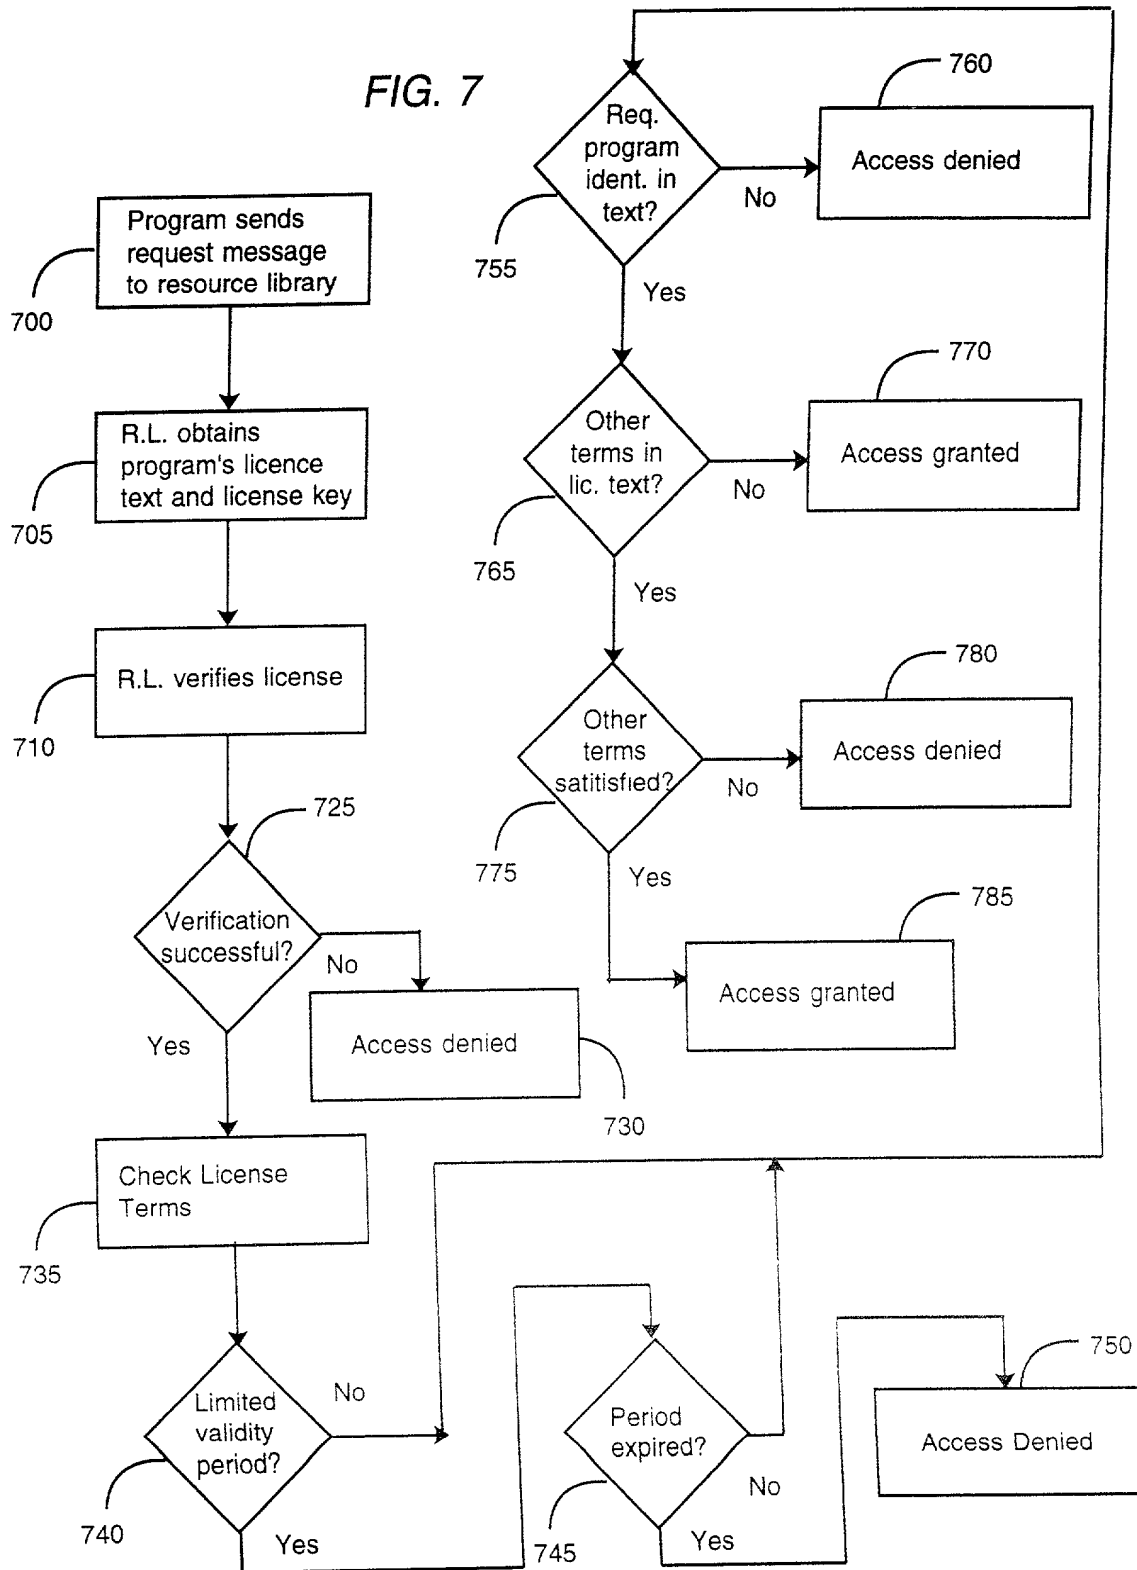 FIG. 7
Program sends
request message
to resource library
700
R.L. obtains
program's licence
text and license key
705
R.L. verifies license
710
725
Verification
successful?
No
Yes
Access denied
730
Check License
Terms
735
Limited
validity
period?
No
740
Yes
Period
expired?
No
745
Yes
750
Access Denied
Req.
program
ident. in
text?
755
No
Yes
760
Access denied
Other
terms in
lic. text?
765
No
Yes
770
Access granted
Other
terms
satitisfied?
775
No
Yes
780
Access denied
785
Access granted